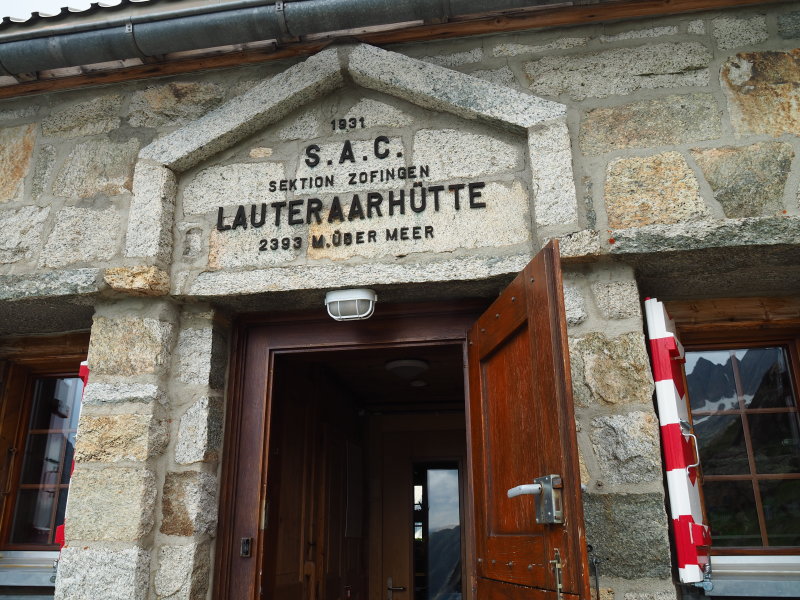 1931
S.A.C.
SEKTION ZOFINGEN
LAUTERAARHÜTTE
2393 M.ÜBER MEER